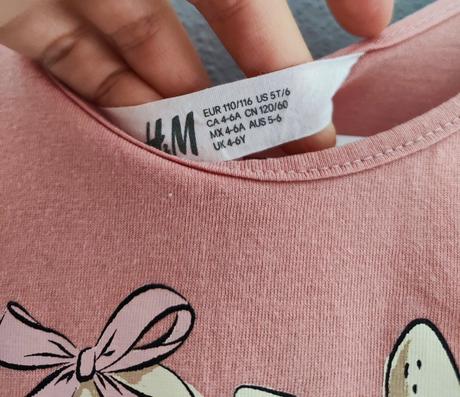 H&M
EUR 110/116 US 5T/6
CA 4-6A CN 120/60
MX 4-6A AUS 5-6
UK 4-6Y